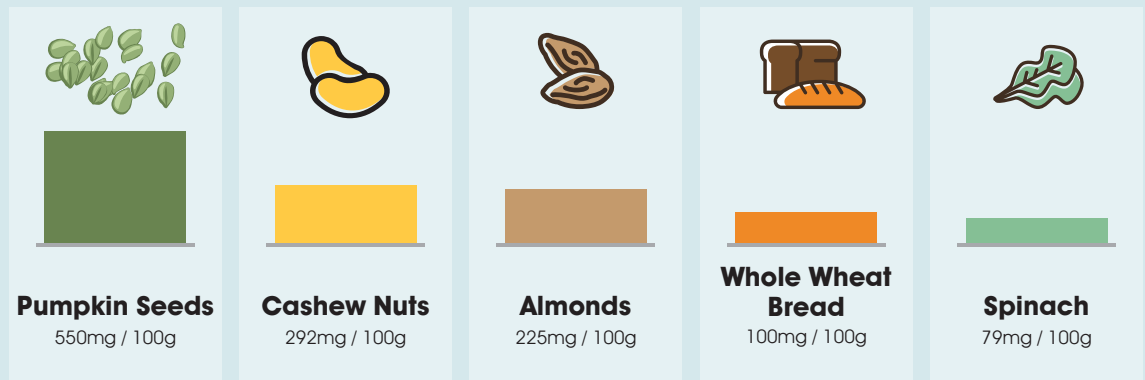 Pumpkin Seeds
550mg / 100g
Cashew Nuts
292mg / 100g
Almonds
225mg / 100g
Whole Wheat
Bread
100mg / 100g
Spinach
79mg / 100g